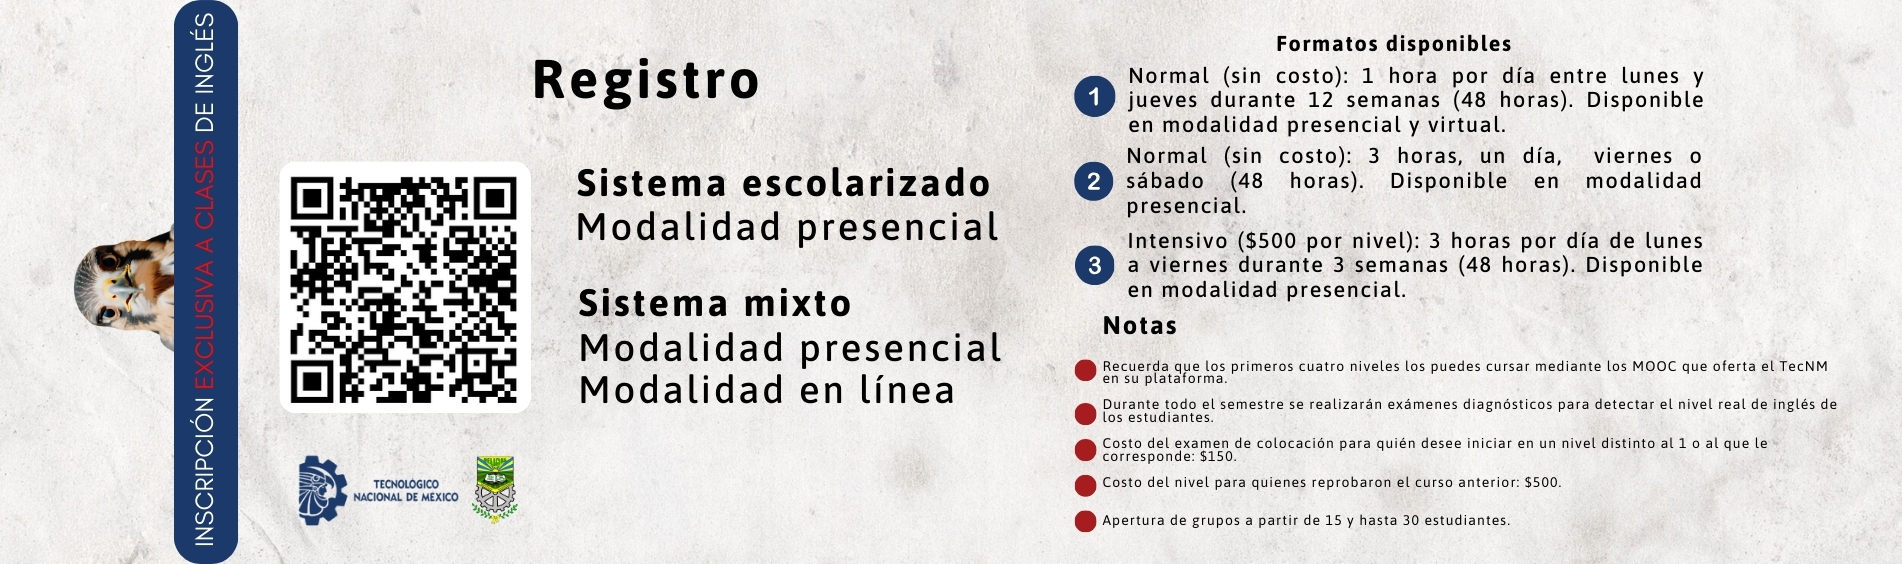 INSCRIPCIÓN EXCLUSIVA A CLASES DE INGLÉS
Registro
Sistema escolarizado
Modalidad presencial
Sistema mixto
Modalidad presencial
Modalidad en línea
TECNOLÓGICO
NACIONAL DE MÉXICO
Formatos disponibles
1 Normal (sin costo): 1 hora por día entre lunes y
jueves durante 12 semanas (48 horas). Disponible
en modalidad presencial y virtual.
2 Normal (sin costo): 3 horas, un día, viernes o
sábado (48 horas). Disponible en modalidad
presencial.
3 Intensivo ($500 por nivel): 3 horas por día de lunes
a viernes durante 3 semanas (48 horas). Disponible
en modalidad presencial.
Notas
Recuerda que los primeros cuatro niveles los puedes cursar mediante los MOOC que oferta el TecNM
en su plataforma.
Durante todo el semestre se realizarán exámenes diagnósticos para detectar el nivel real de inglés de
los estudiantes.
Costo del examen de colocación para quién desee iniciar en un nivel distinto al 1 o al que le
corresponde: $150.
Costo del nivel para quienes reprobaron el curso anterior: $500.
Apertura de grupos a partir de 15 y hasta 30 estudiantes.